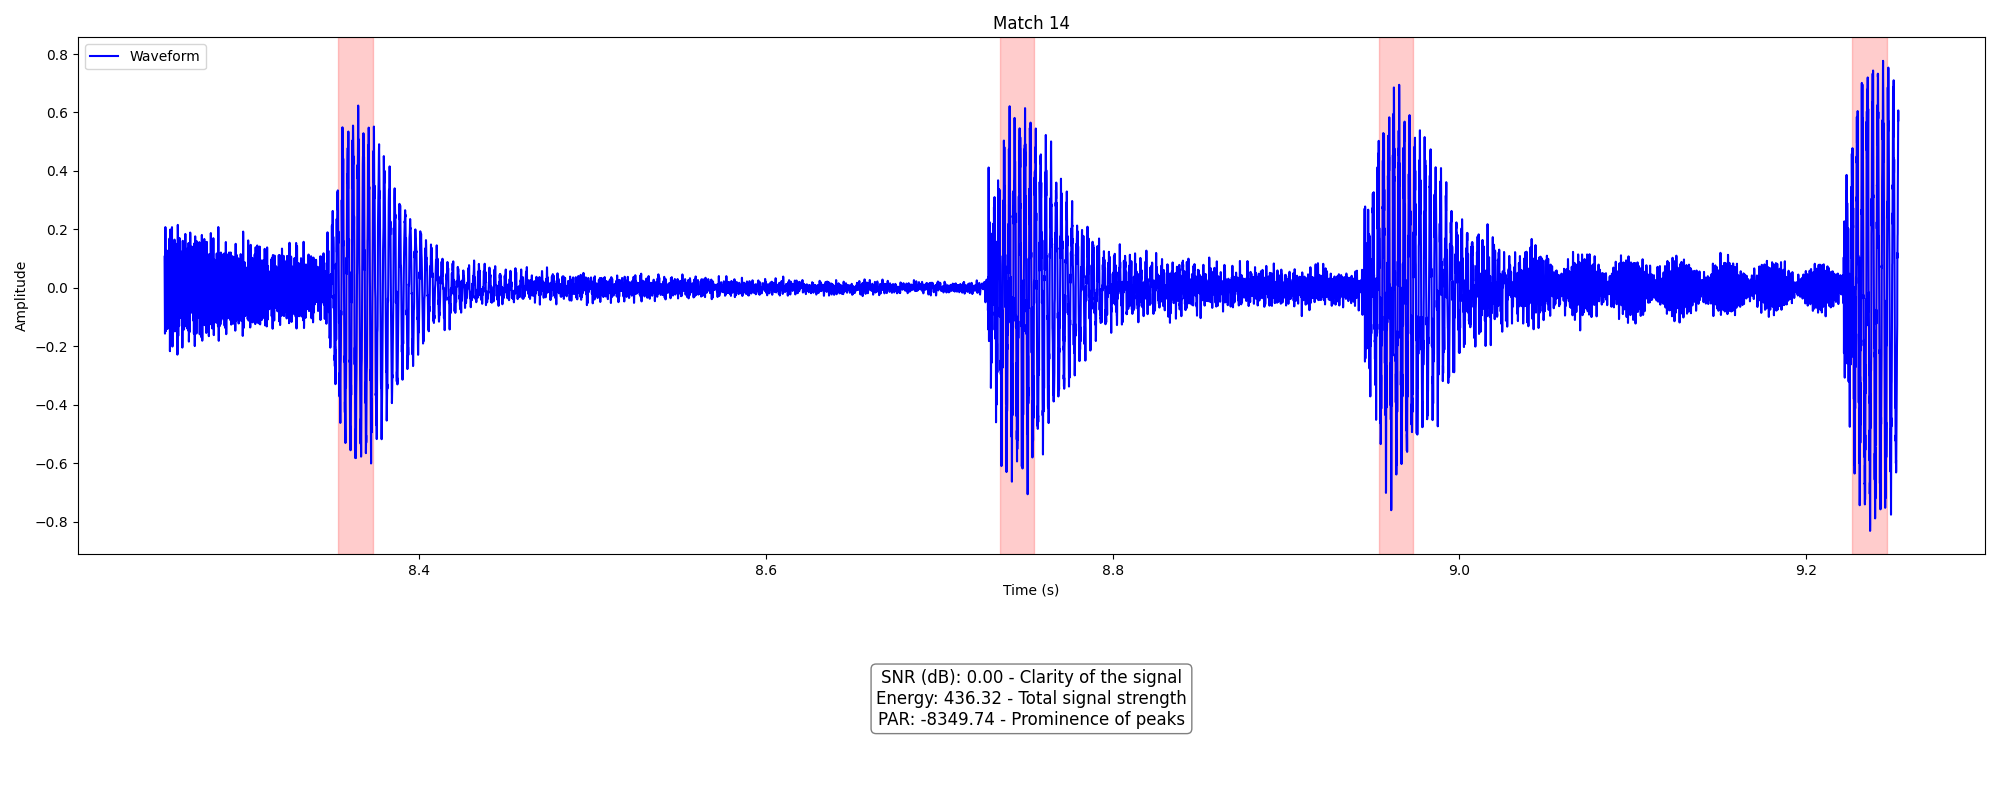 Match 14
Waveform
0.8
0.6
0.4
0.2
0.0
−0.2
−0.4
−0.6
−0.8
Amplitude
8.4
8.6
8.8
9.0
9.2
Time (s)
SNR (dB): 0.00 - Clarity of the signal
Energy: 436.32 - Total signal strength
PAR: -8349.74 - Prominence of peaks